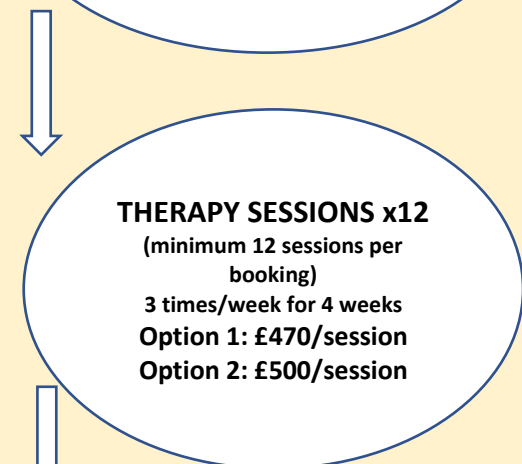 THERAPY SESSIONS x12
(minimum 12 sessions per
booking)
3 times/week for 4 weeks
Option 1: £470/session
Option 2: £500/session